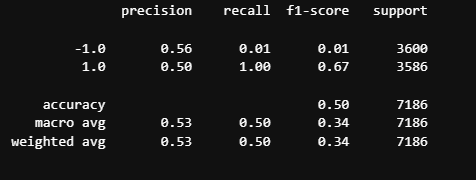 precision recall f1-score support
-1.0 0.56 0.01 0.01 3600
1.0 0.50 1.00 0.67 3586
accuracy 0.50 7186
macro avg 0.53 0.50 0.34 7186
weighted avg 0.53 0.50 0.34 7186